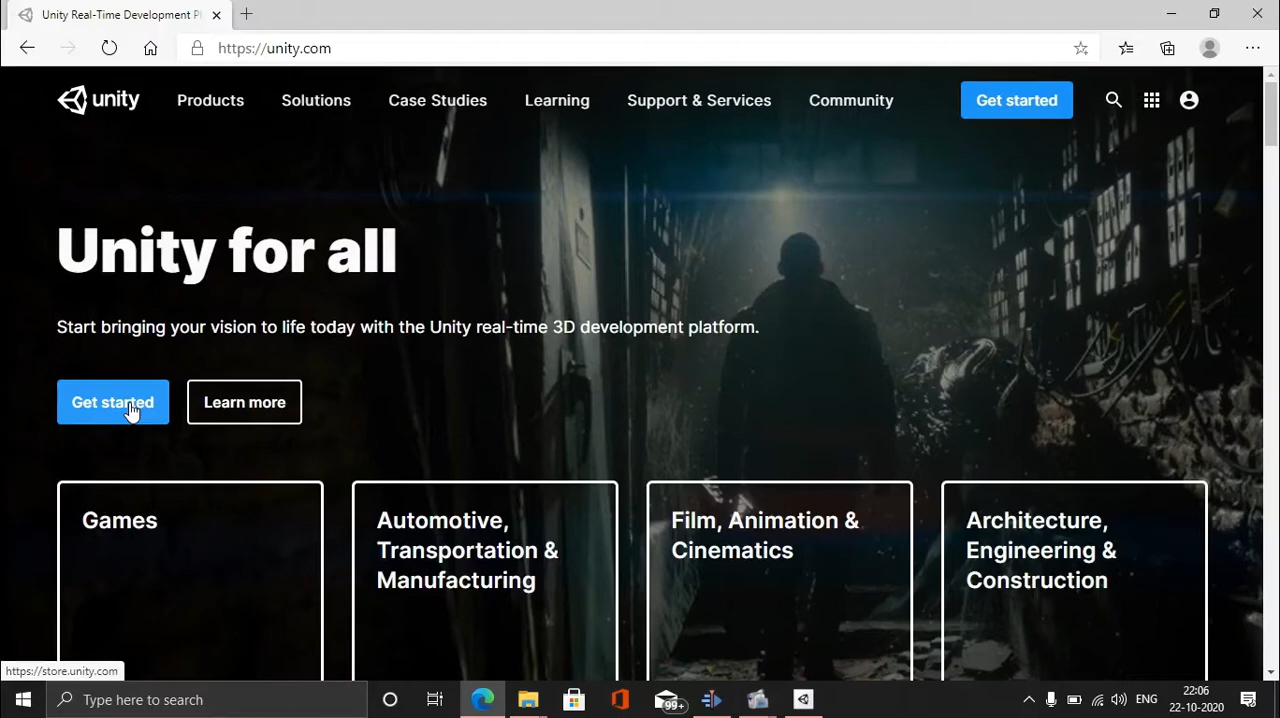 Unity Real-Time Development Pl
https://unity.com
unity Products Solutions Case Studies Learning Support & Services Community Get started
Unity for all
Start bringing your vision to life today with the Unity real-time 3D development platform.
Get started Learn more
Games
Automotive,
Transportation &
Manufacturing
Film, Animation &
Cinematics
Architecture,
Engineering &
Construction
https://store.unity.com
Type here to search
99+
ENG
22:06
22-10-2020